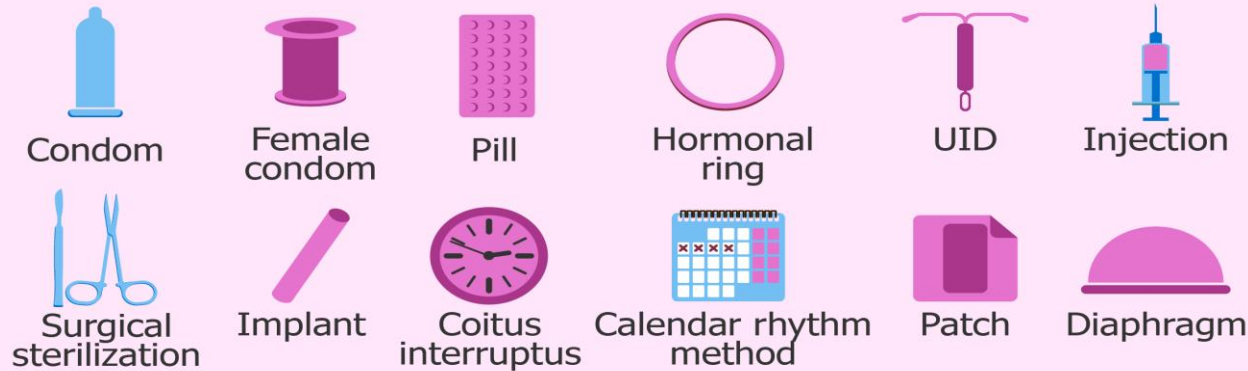 Condom
Female
condom
Pill
Hormonal
ring
UID
Injection
Surgical
sterilization
Implant
Coitus
interruptus
Calendar rhythm
method
Patch
Diaphragm